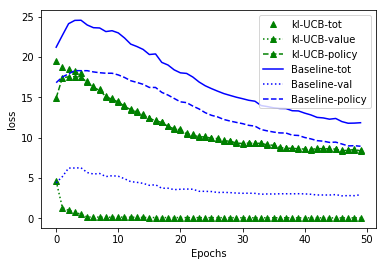 kl-UCB-tot
kl-UCB-value
kl-UCB-policy
Baseline-tot
Baseline-val
Baseline-policy
25
20
15
10
5
0
loss
0
10
20
30
40
50
Epochs